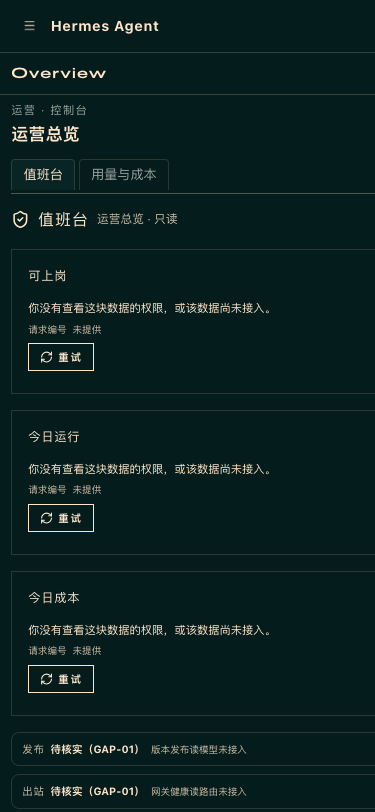 Hermes Agent
Overview
运营 · 控制台
运营总览
值班台 用量与成本
值班台 运营总览 · 只读
可上岗
你没有查看这块数据的权限，或该数据尚未接入。
请求编号 未提供
重试
今日运行
你没有查看这块数据的权限，或该数据尚未接入。
请求编号 未提供
重试
今日成本
你没有查看这块数据的权限，或该数据尚未接入。
请求编号 未提供
重试
发布 待核实（GAP-01） 版本发布读模型未接入
出站 待核实（GAP-01） 网关健康读路由未接入